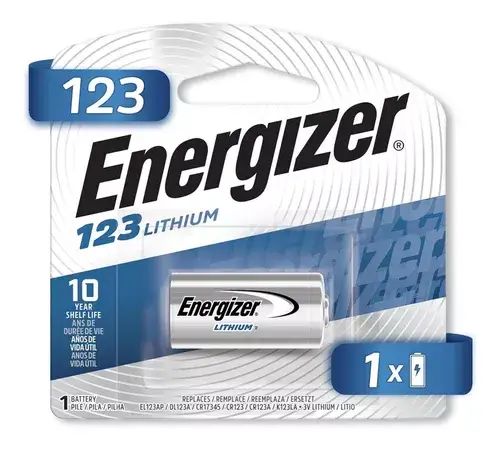 123
Energizer®
123 LITHIUM
Energizer
10
YEAR
SHELF LIFE
ANS DE
DURÉE DE VIE
AÑOS DE
VIDA ÚTIL
ANOS DE
VIDA ÚTIL
Energizer
LITHIUM
1 x
1 BATTERY
PILE / PILA / PILHA
REPLACES / REMPLACE / REEMPLAZA / ERSETZT
EL123AP / DL123A / CR17345 / CR123 / CR123A / K123LA • 3V LITHIUM / LITIO